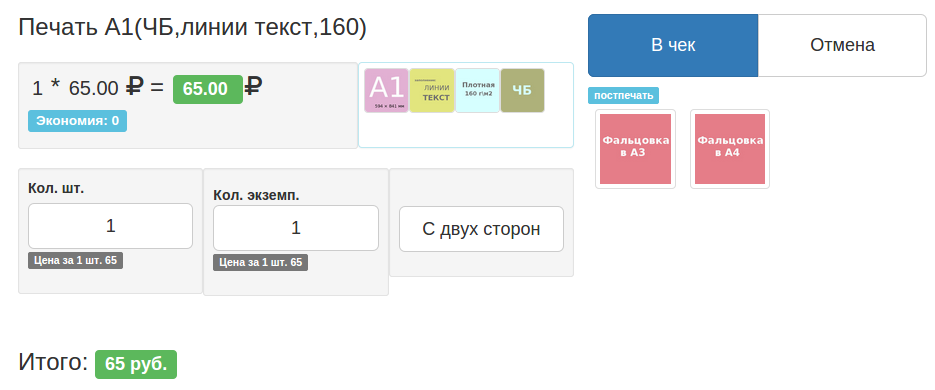 Печать А1(ЧБ,линии текст,160)
1 * 65.00 ₽ = 65.00 ₽
Экономия: 0
А1
594 × 841 мм
ЛИНИИ
ТЕКСТ
Плотная
160 г\м2
ЧБ
Кол. шт.
1
Цена за 1 шт. 65
Кол. экземп.
1
Цена за 1 шт. 65
С двух сторон
Итого: 65 руб.
В чек
Отмена
постпечать
Фальцовка
в А3
Фальцовка
в А4